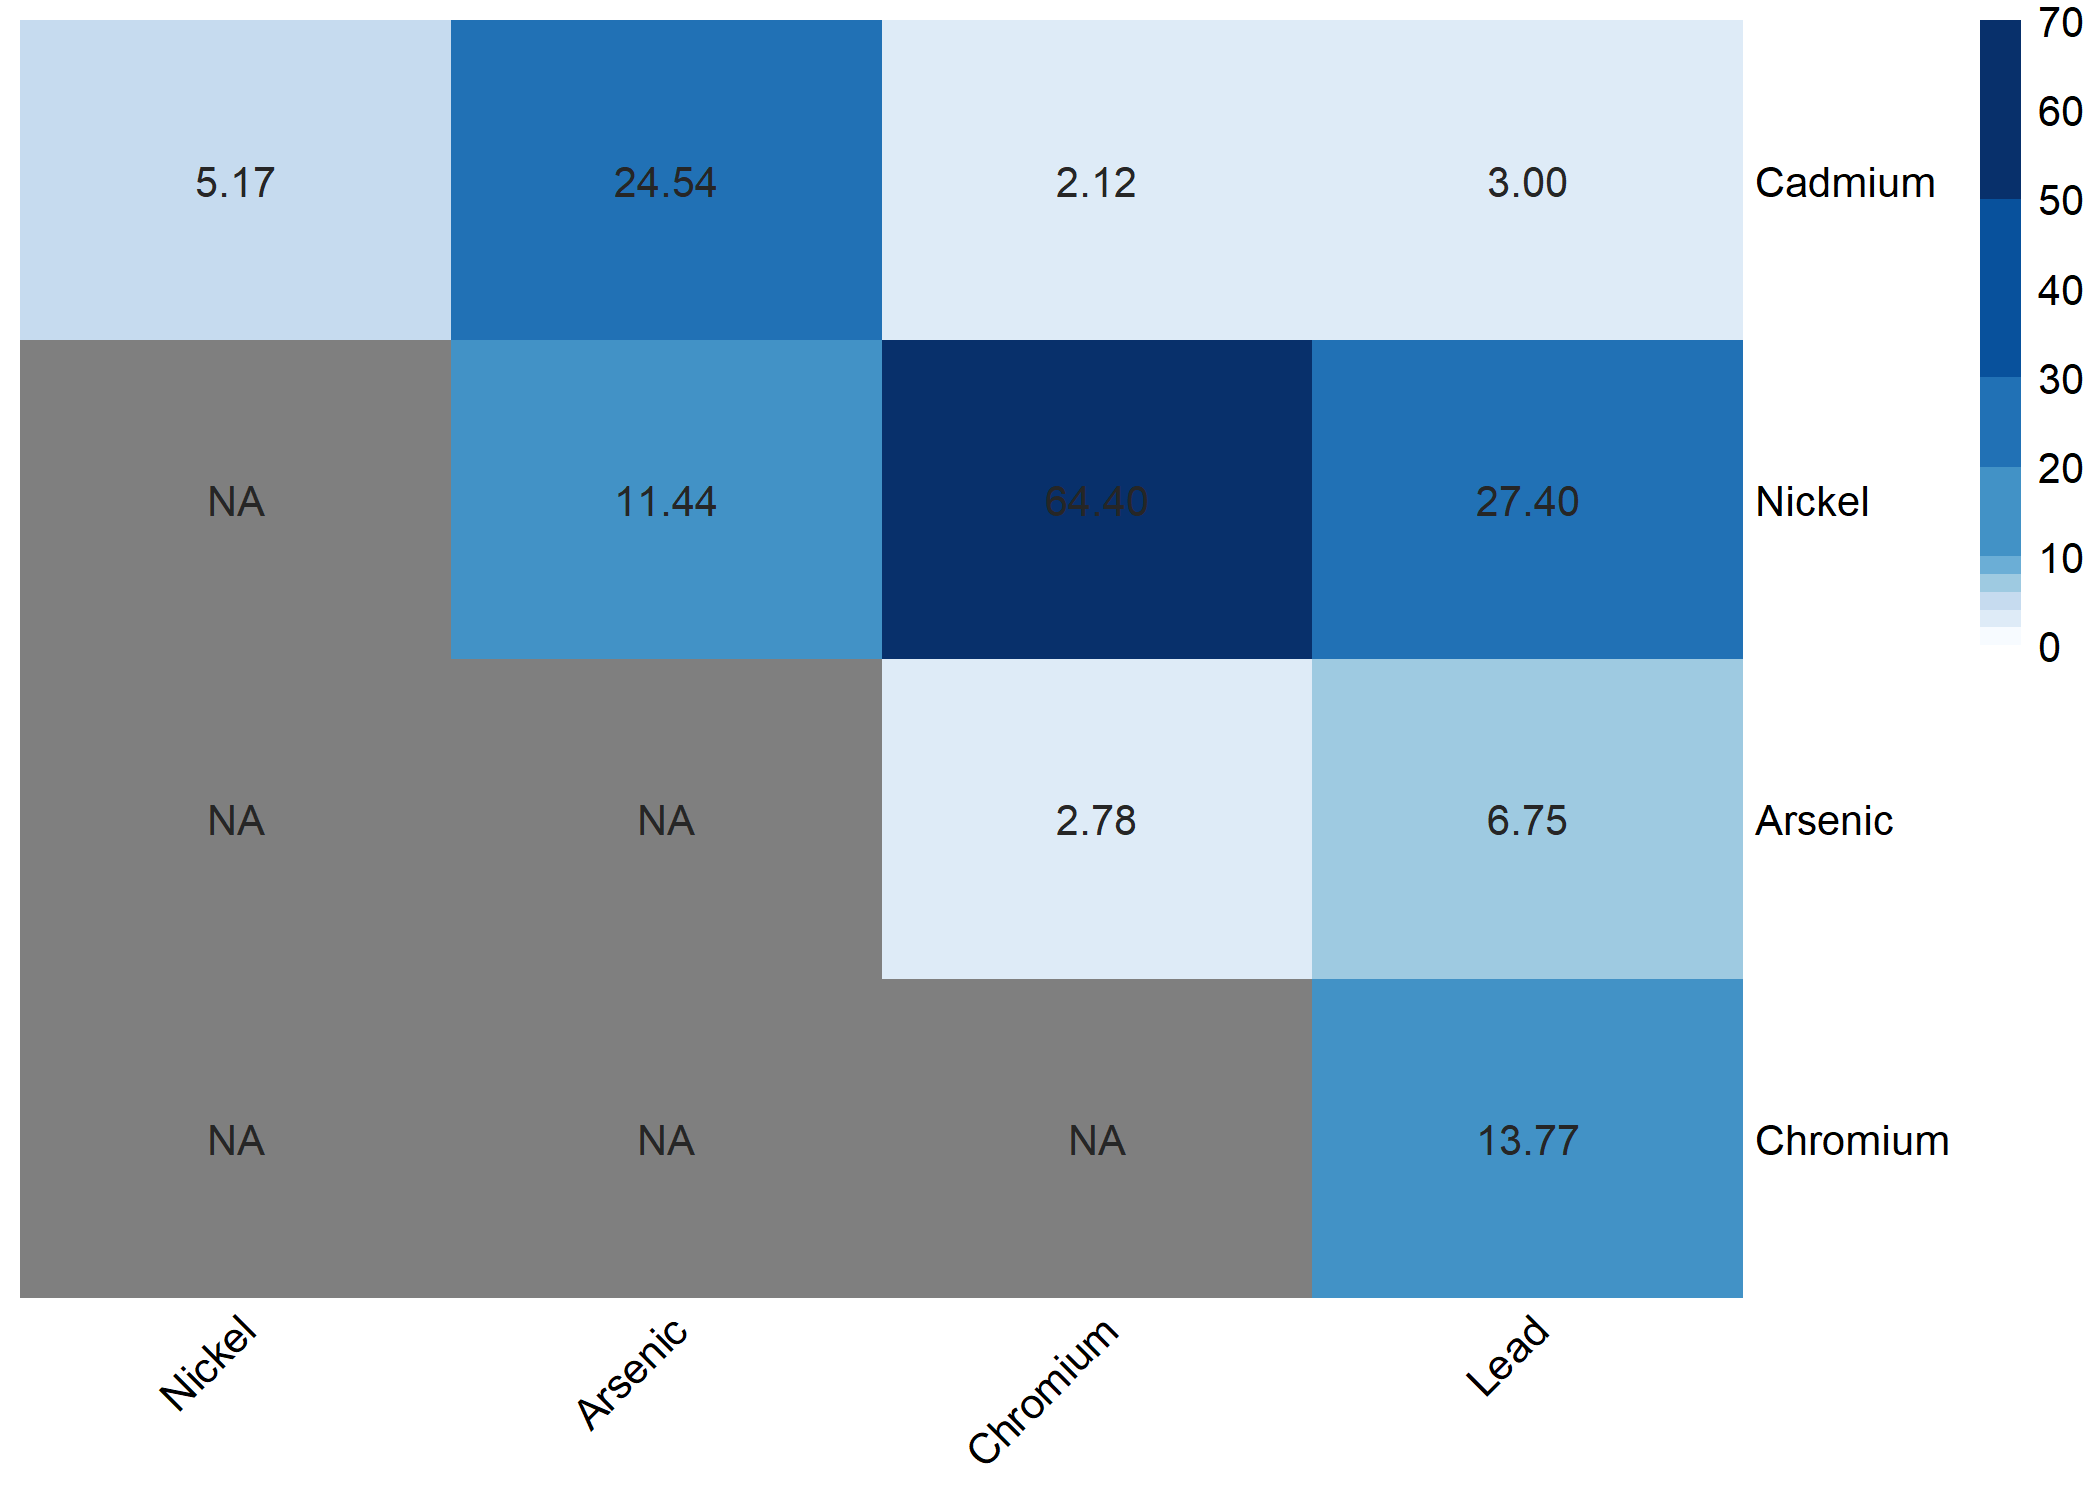 5.17 24.54 2.12 3.00 Cadmium
NA 11.44 64.40 27.40 Nickel
NA NA 2.78 6.75 Arsenic
NA NA NA 13.77 Chromium
Nickel Arsenic Chromium Lead
70
60
50
40
30
20
10
0